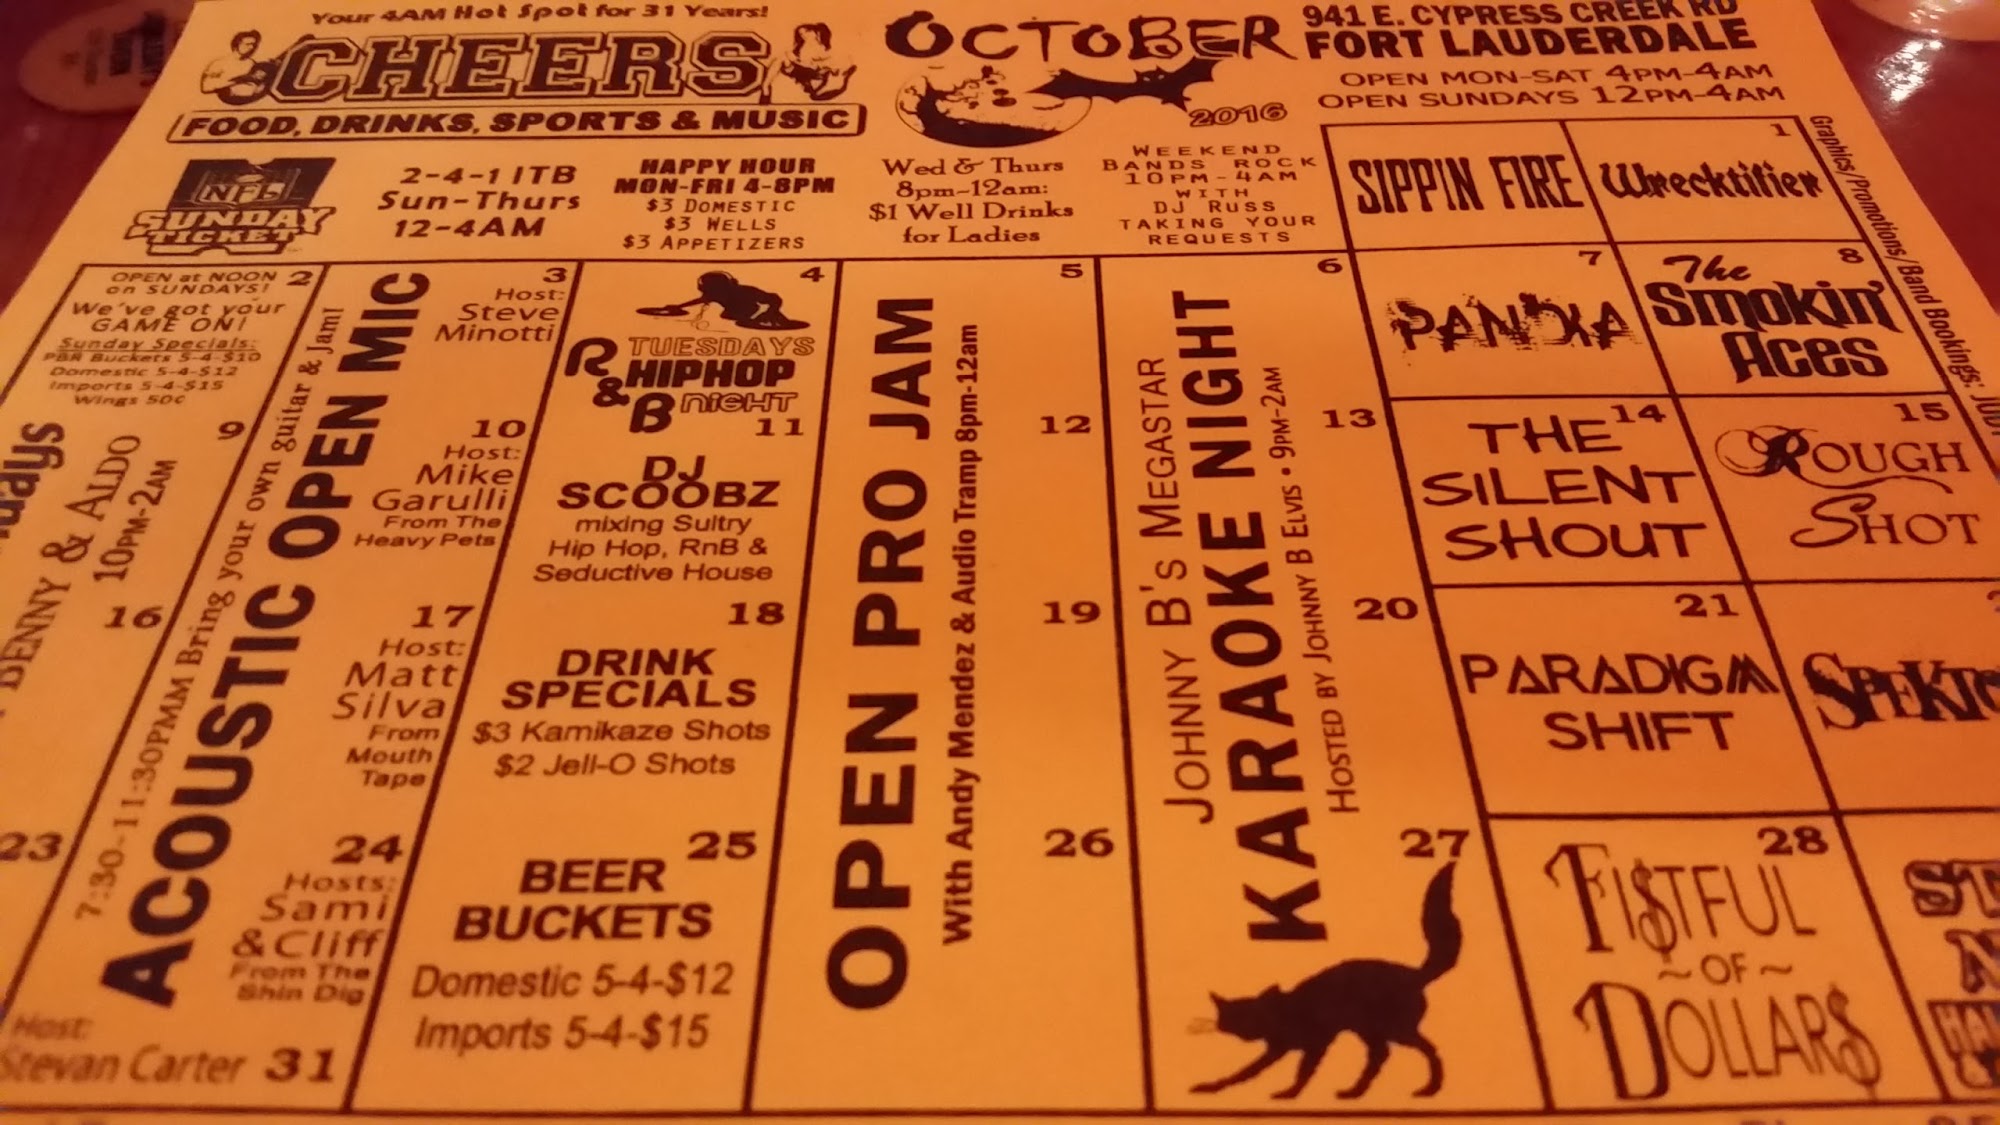 Your 4AM Hot Spot for 31 Years!
CHEERS
FOOD, DRINKS, SPORTS & MUSIC
OCTOBER
2016
941 E. CYPRESS CREEK RD
FORT LAUDERDALE
OPEN MON-SAT 4PM-4AM
OPEN SUNDAYS 12PM-4AM
NFL
SUNDAY
TICKET
2-4-1 ITB
Sun-Thurs
12-4AM
HAPPY HOUR
MON-FRI 4-8PM
$3 DOMESTIC
$3 WELLS
$3 APPETIZERS
Wed & Thurs
8pm-12am:
$1 Well Drinks
for Ladies
WEEKEND
BANDS ROCK
10PM-4AM
WITH
DJ RUSS
TAKING YOUR
REQUESTS
SIPPIN FIRE
1
Wrecktifier
Graphics/Promotions/Band Bookings:
2
OPEN at NOON
on SUNDAYS!
We've got your
GAME ON!
Sunday Specials:
PBR Buckets 5-4-$10
Domestic 5-4-$12
Imports 5-4-$15
Wings 50¢
7:30-11:30PMM Bring your own guitar & Jam!
ACOUSTIC OPEN MIC
3
Host:
Steve
Minotti
4
TUESDAYS
R&B HIPHOP
NIGHT
5
OPEN PRO JAM
With Andy Mendez & Audio Tramp 8pm-12am
6
JOHNNY B'S MEGASTAR
KARAOKE NIGHT
HOSTED BY JOHNNY B ELVIS • 9PM-2AM
7
PANDIA
8
The
Smokin'
Aces
9
BENNY & ALDO
10PM-2AM
10
Host:
Mike
Garulli
From The
Heavy Pets
11
DJ
SCOOBZ
mixing Sultry
Hip Hop, RnB &
Seductive House
12
13
14
THE
SILENT
SHOUT
15
ROUGH
SHOT
16
17
Host:
Matt
Silva
From
Mouth
Tape
18
DRINK
SPECIALS
$3 Kamikaze Shots
$2 Jell-O Shots
19
20
21
PARADIGM
SHIFT
23
24
Hosts:
Sami
& Cliff
From The
Shin Dig
25
BEER
BUCKETS
Domestic 5-4-$12
Imports 5-4-$15
26
27
28
FI$TFUL
~OF~
DOLLAR$
Host:
Stevan Carter 31